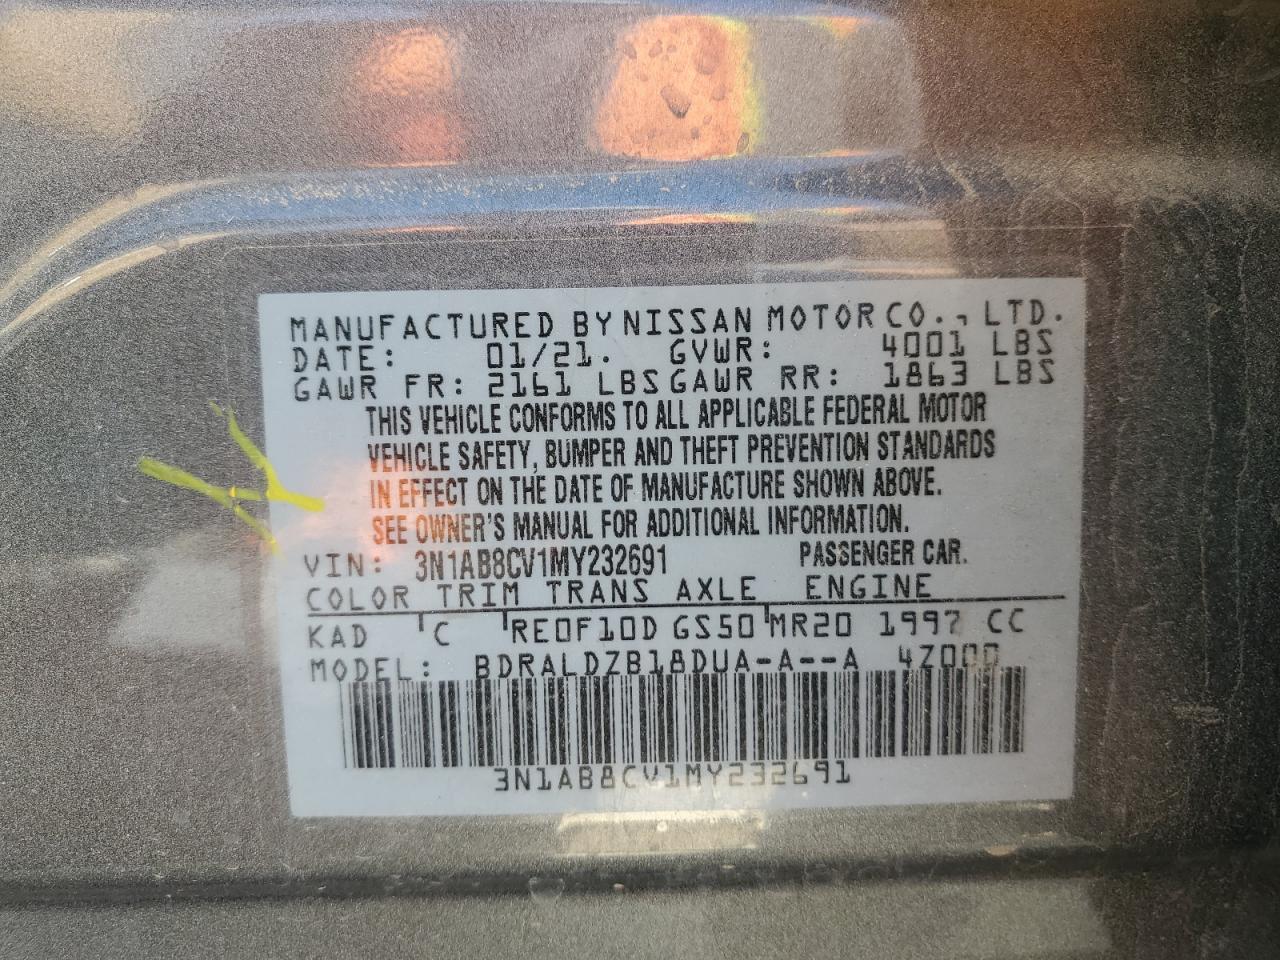 MANUFACTURED BY NISSAN MOTOR CO., LTD.
DATE: 01/21. GVWR: 4001 LBS
GAWR FR: 2161 LBS GAWR RR: 1863 LBS
THIS VEHICLE CONFORMS TO ALL APPLICABLE FEDERAL MOTOR
VEHICLE SAFETY, BUMPER AND THEFT PREVENTION STANDARDS
IN EFFECT ON THE DATE OF MANUFACTURE SHOWN ABOVE.
SEE OWNER'S MANUAL FOR ADDITIONAL INFORMATION.
VIN: 3N1AB8CV1MY232691 PASSENGER CAR.
COLOR TRIM TRANS AXLE ENGINE
KAD C RE0F10D GS50 MR20 1997 CC
MODEL: BDRALDZB18DUA-A--A 4Z000
3N1AB8CV1MY232691